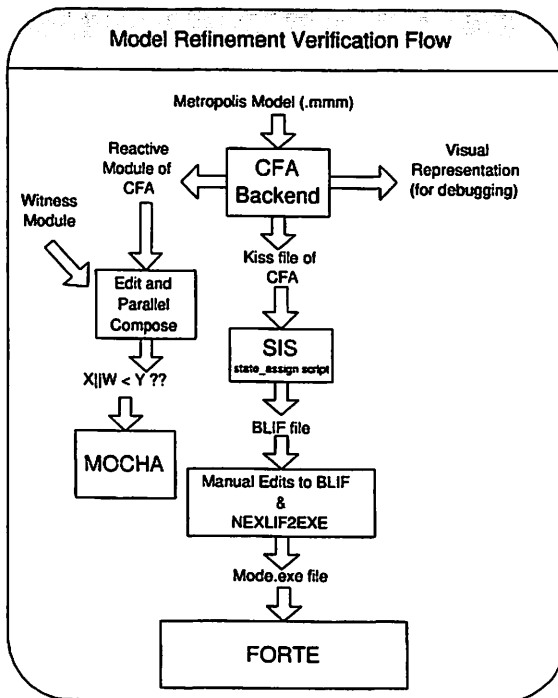 Model Refinement Verification Flow
Metropolis Model (.mmm)
Reactive
Module of
CFA
CFA
Backend
Visual
Representation
(for debugging)
Witness
Module
Kiss file of
CFA
Edit and
Parallel
Compose
SIS
state_assign script
X||W < Y ??
BLIF file
MOCHA
Manual Edits to BLIF
&
NEXLIF2EXE
Mode.exe file
FORTE